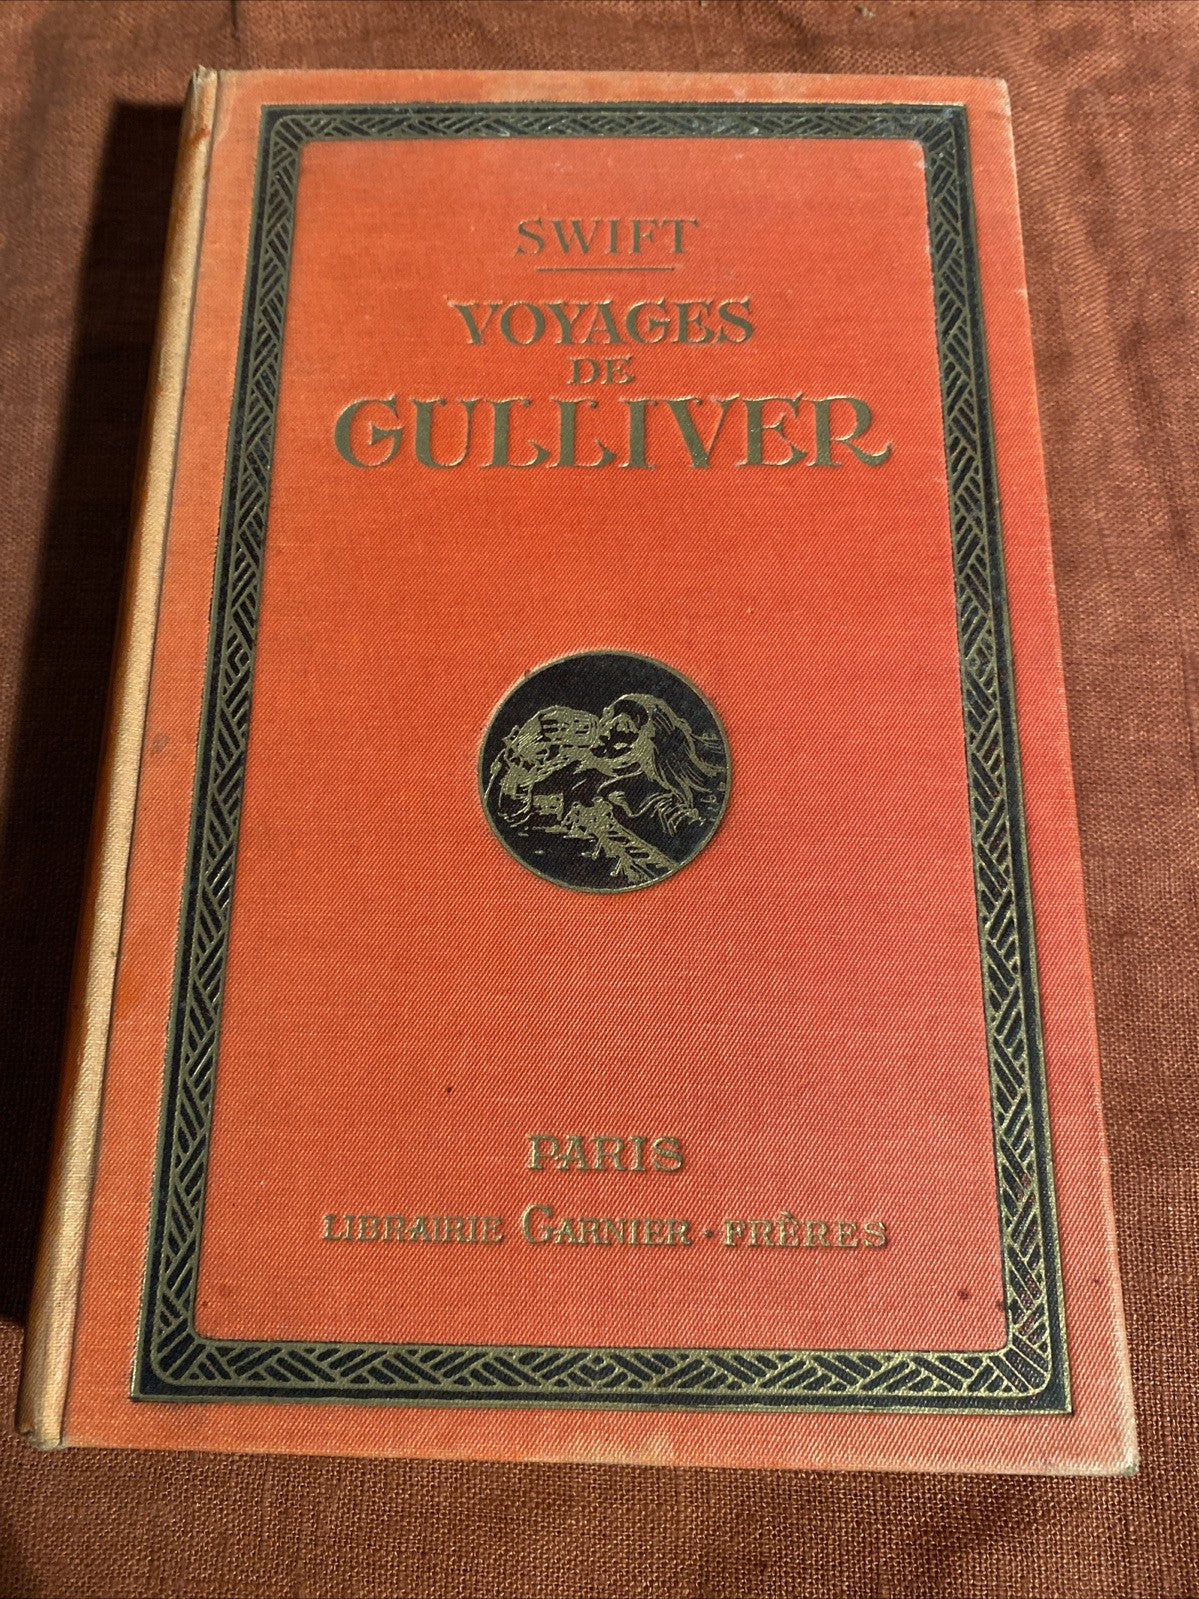 SWIFT
VOYAGES
DE
GULLIVER
PARIS
LIBRAIRIE GARNIER • FRÈRES